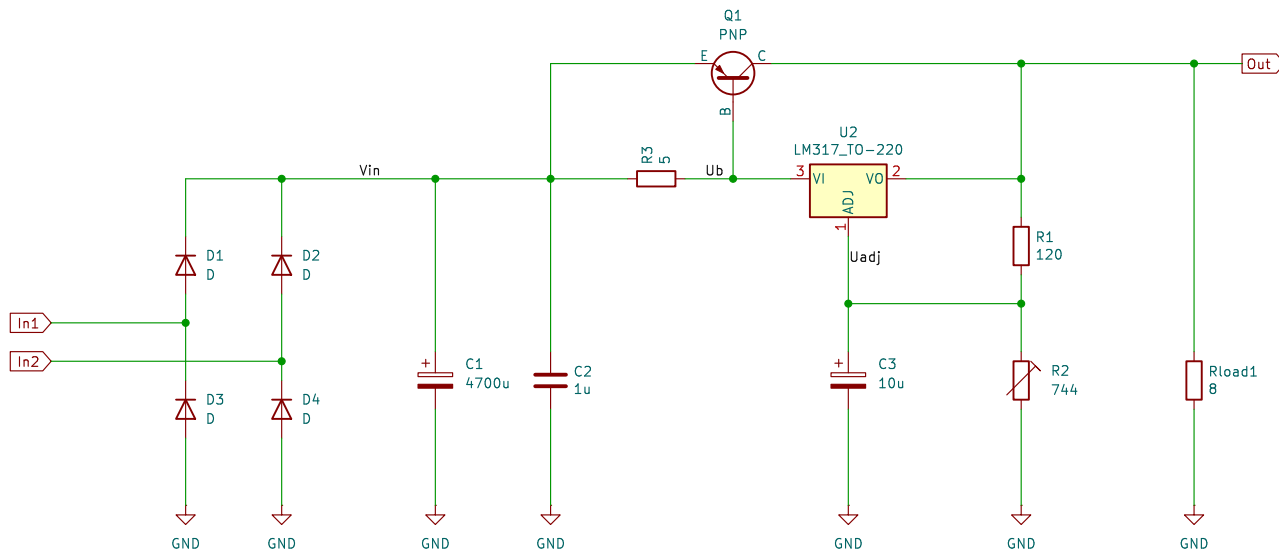 Q1
PNP
E
C
B
Out
U2
LM317_TO-220
R3
5
Vin
Ub
3
VI
VO
2
ADJ
1
Uadj
R1
120
D1
D
D2
D
In1
In2
C1
4700u
C2
1u
C3
10u
R2
744
Rload1
8
D3
D
D4
D
+
+
GND
GND
GND
GND
GND
GND
GND